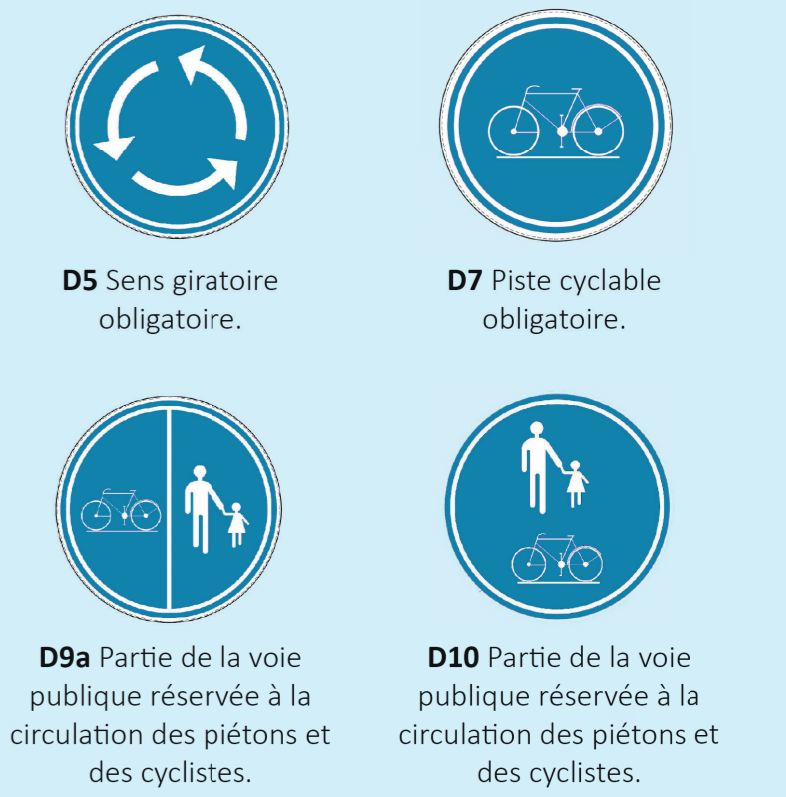 D5 Sens giratoire
obligatoire.
D7 Piste cyclable
obligatoire.
D9a Partie de la voie
publique réservée à la
circulation des piétons et
des cyclistes.
D10 Partie de la voie
publique réservée à la
circulation des piétons et
des cyclistes.